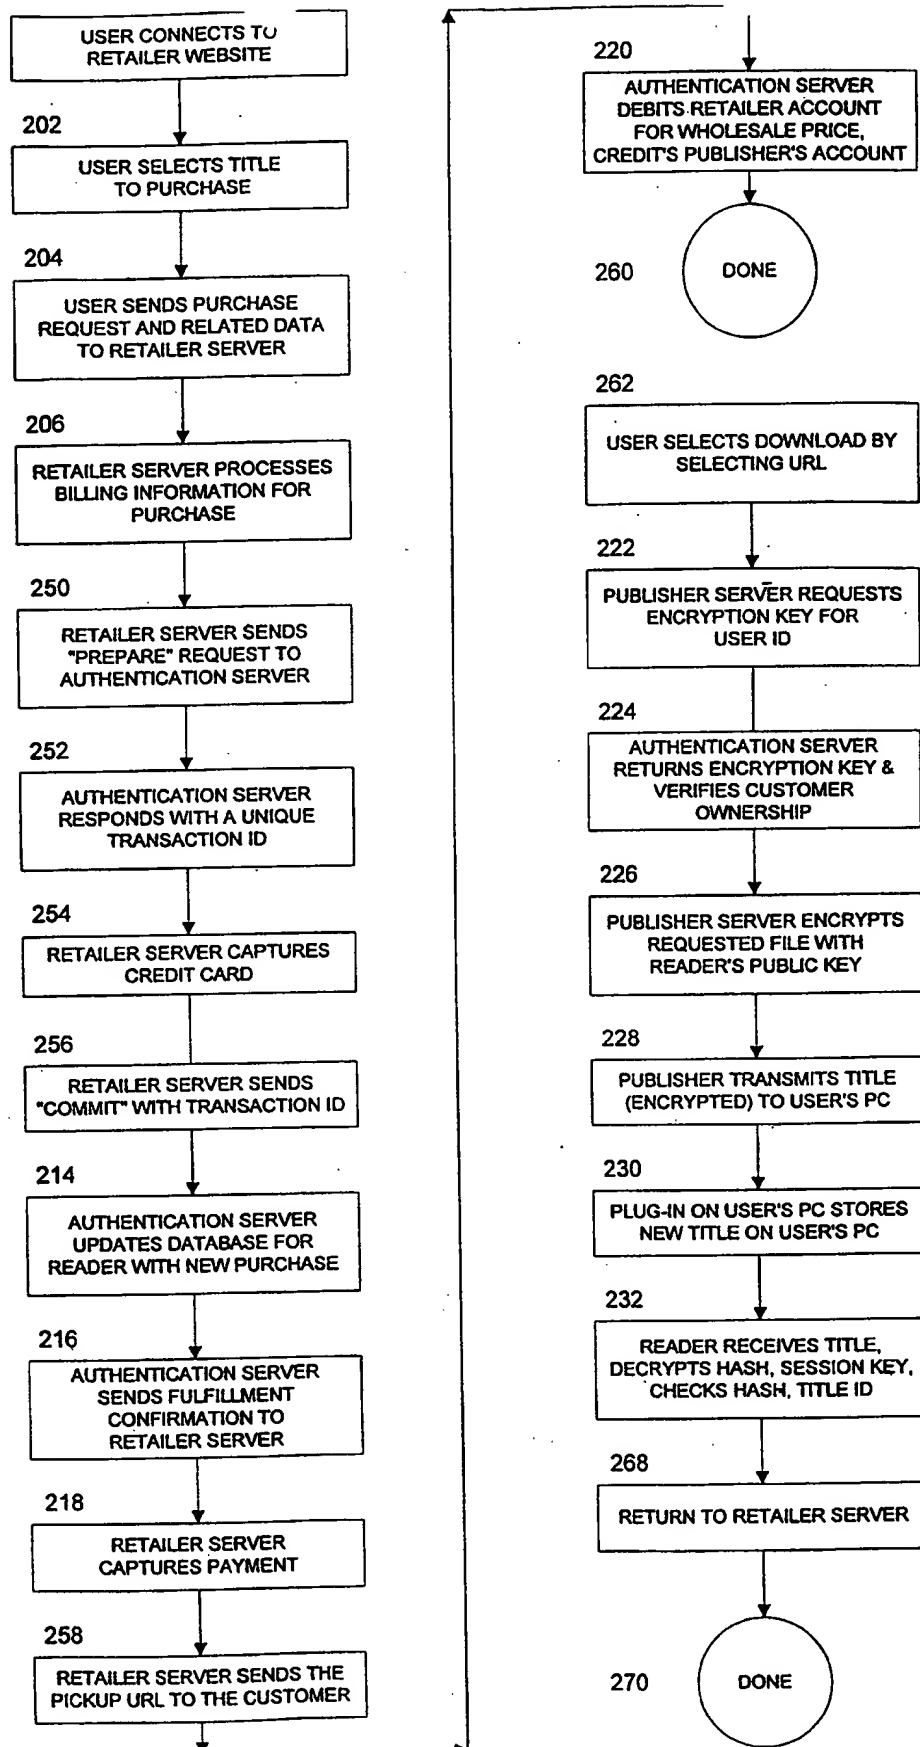 USER CONNECTS TO
RETAILER WEBSITE
202
USER SELECTS TITLE
TO PURCHASE
204
USER SENDS PURCHASE
REQUEST AND RELATED DATA
TO RETAILER SERVER
206
RETAILER SERVER PROCESSES
BILLING INFORMATION FOR
PURCHASE
250
RETAILER SERVER SENDS
"PREPARE" REQUEST TO
AUTHENTICATION SERVER
252
AUTHENTICATION SERVER
RESPONDS WITH A UNIQUE
TRANSACTION ID
254
RETAILER SERVER CAPTURES
CREDIT CARD
256
RETAILER SERVER SENDS
"COMMIT" WITH TRANSACTION ID
214
AUTHENTICATION SERVER
UPDATES DATABASE FOR
READER WITH NEW PURCHASE
216
AUTHENTICATION SERVER
SENDS FULFILLMENT
CONFIRMATION TO
RETAILER SERVER
218
RETAILER SERVER
CAPTURES PAYMENT
258
RETAILER SERVER SENDS THE
PICKUP URL TO THE CUSTOMER
220
AUTHENTICATION SERVER
DEBITS RETAILER ACCOUNT
FOR WHOLESALE PRICE,
CREDIT'S PUBLISHER'S ACCOUNT
260
DONE
262
USER SELECTS DOWNLOAD BY
SELECTING URL
222
PUBLISHER SERVER REQUESTS
ENCRYPTION KEY FOR
USER ID
224
AUTHENTICATION SERVER
RETURNS ENCRYPTION KEY &
VERIFIES CUSTOMER
OWNERSHIP
226
PUBLISHER SERVER ENCRYPTS
REQUESTED FILE WITH
READER'S PUBLIC KEY
228
PUBLISHER TRANSMITS TITLE
(ENCRYPTED) TO USER'S PC
230
PLUG-IN ON USER'S PC STORES
NEW TITLE ON USER'S PC
232
READER RECEIVES TITLE,
DECRYPTS HASH, SESSION KEY,
CHECKS HASH, TITLE ID
268
RETURN TO RETAILER SERVER
270
DONE